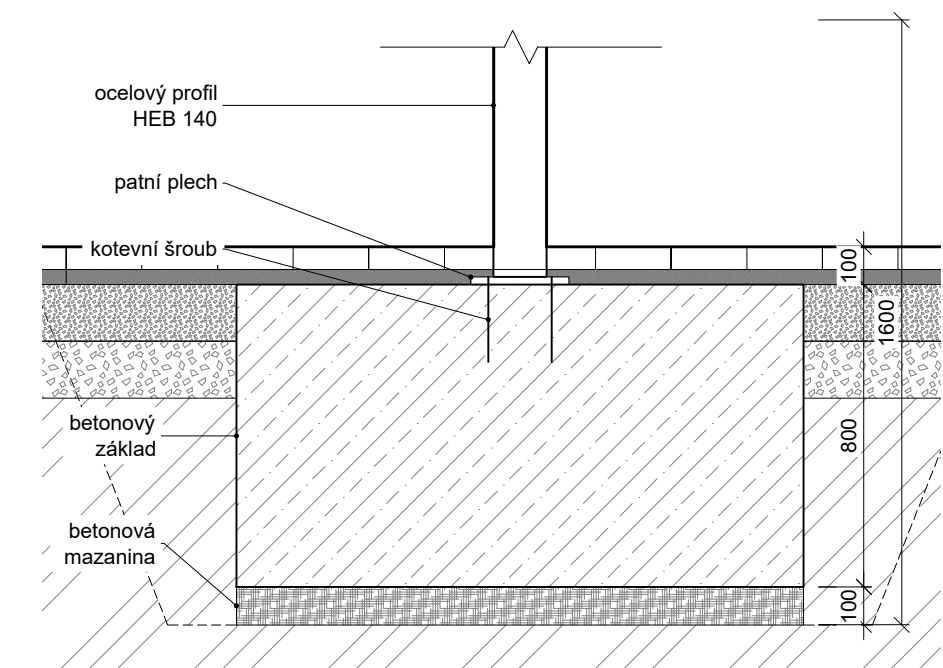 ocelový profil
HEB 140
patní plech
kotevní šroub
betonový
základ
betonová
mazanina
100
1600
800
100